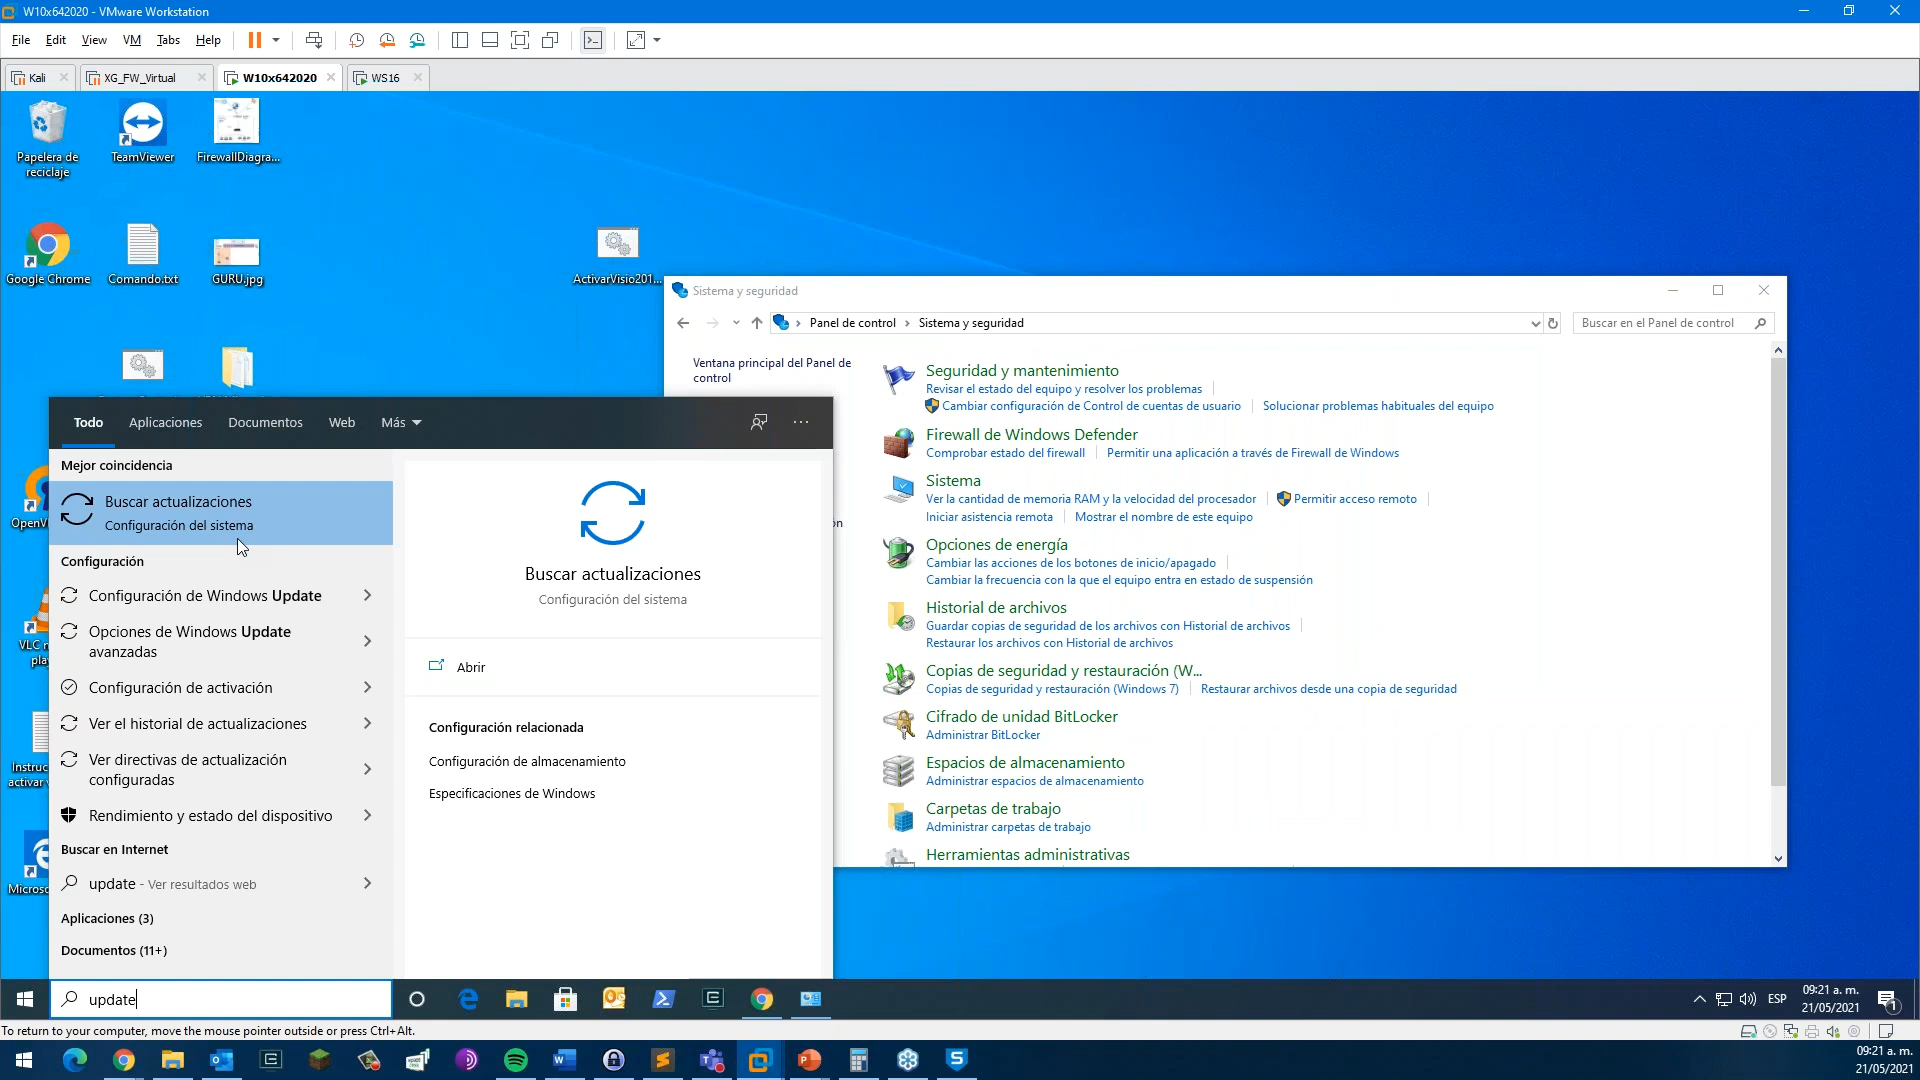 W10x642020 - VMware Workstation
File Edit View VM Tabs Help
Kali XG_FW_Virtual W10x642020 WS16
Papelera de
reciclaje
TeamViewer
FirewallDiagra...
Google Chrome
Comando.txt
GURU.jpg
ActivarVisio201...
Sistema y seguridad
Panel de control Sistema y seguridad
Buscar en el Panel de control
Ventana principal del Panel de
control
Seguridad y mantenimiento
Revisar el estado del equipo y resolver los problemas
Cambiar configuración de Control de cuentas de usuario Solucionar problemas habituales del equipo
Firewall de Windows Defender
Comprobar estado del firewall Permitir una aplicación a través de Firewall de Windows
Sistema
Ver la cantidad de memoria RAM y la velocidad del procesador Permitir acceso remoto
Iniciar asistencia remota Mostrar el nombre de este equipo
Opciones de energía
Cambiar las acciones de los botones de inicio/apagado
Cambiar la frecuencia con la que el equipo entra en estado de suspensión
Historial de archivos
Guardar copias de seguridad de los archivos con Historial de archivos
Restaurar los archivos con Historial de archivos
Copias de seguridad y restauración (W...
Copias de seguridad y restauración (Windows 7) Restaurar archivos desde una copia de seguridad
Cifrado de unidad BitLocker
Administrar BitLocker
Espacios de almacenamiento
Administrar espacios de almacenamiento
Carpetas de trabajo
Administrar carpetas de trabajo
Herramientas administrativas
Todo Aplicaciones Documentos Web Más
Mejor coincidencia
Buscar actualizaciones
Configuración del sistema
Configuración
Configuración de Windows Update
Opciones de Windows Update
avanzadas
Configuración de activación
Ver el historial de actualizaciones
Ver directivas de actualización
configuradas
Rendimiento y estado del dispositivo
Buscar en Internet
update - Ver resultados web
Aplicaciones (3)
Documentos (11+)
Buscar actualizaciones
Configuración del sistema
Abrir
Configuración relacionada
Configuración de almacenamiento
Especificaciones de Windows
OpenV
VLC m
play
Instruc
activar v
Microso
on
update
ESP
09:21 a. m.
21/05/2021
1
To return to your computer, move the mouse pointer outside or press Ctrl+Alt.
09:21 a. m.
21/05/2021